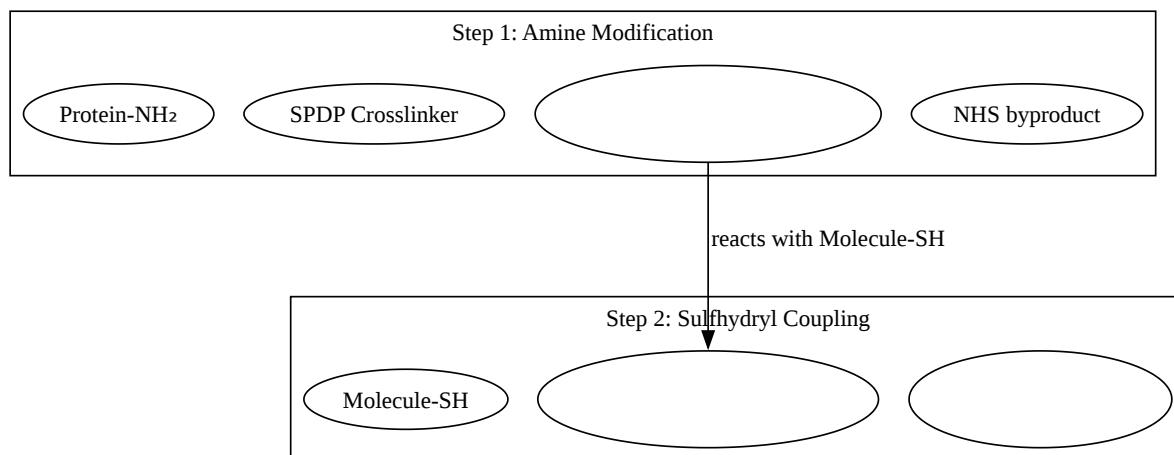 Step 1: Amine Modification
Protein-NH₂
SPDP Crosslinker
NHS byproduct
reacts with Molecule-SH
Step 2: Sulfhydryl Coupling
Molecule-SH